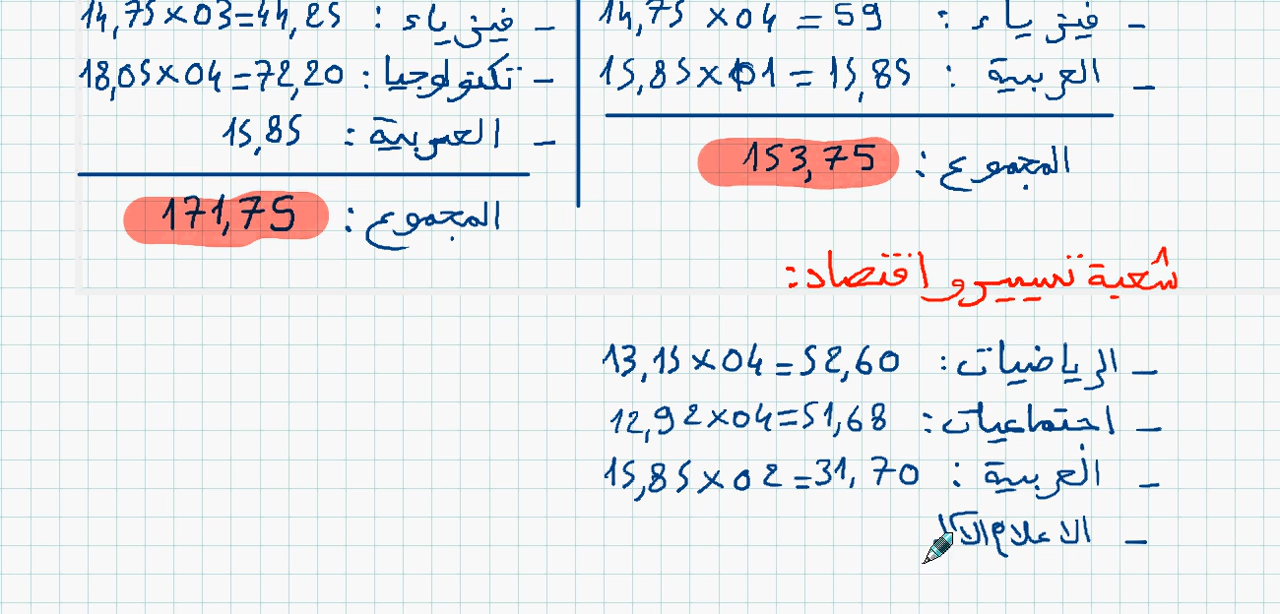 - فيزياء : 14,75 × 04 = 59
- العربية : 15,85 × 01 = 15,85
المجموع : 153,75
- فيزياء : 14,75 × 03 = 44,25
- تكنولوجيا : 18,05 × 04 = 72,20
- العربية : 15,85
المجموع : 171,75
شعبة تسيير و اقتصاد :
- الرياضيات : 13,15 × 04 = 52,60
- اجتماعيات : 12,92 × 04 = 51,68
- العربية : 15,85 × 02 = 31,70
- الاعلام الآلـ